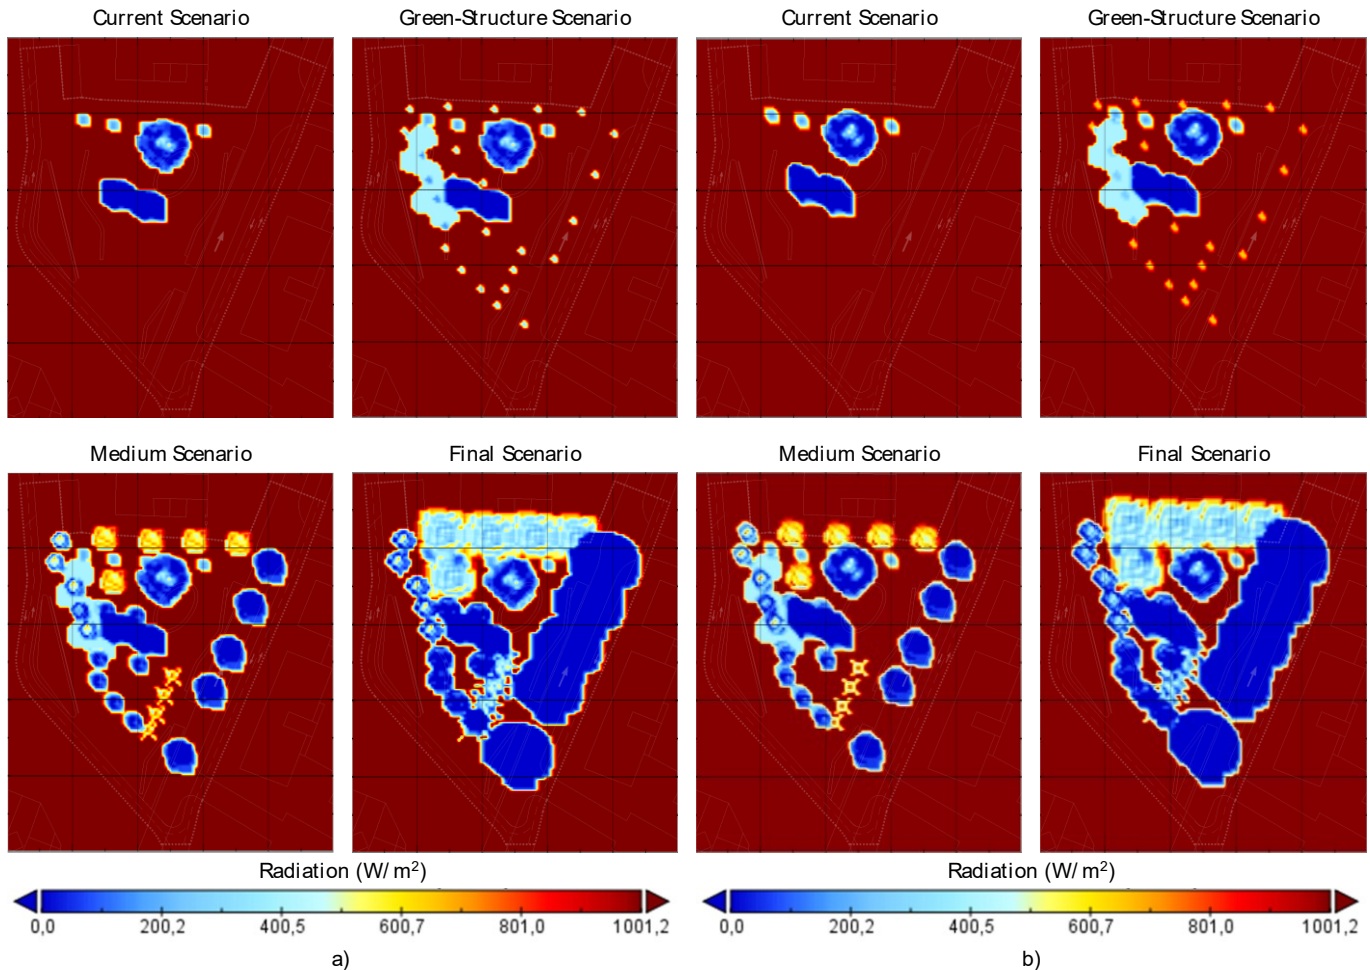 Current Scenario
Green-Structure Scenario
Current Scenario
Green-Structure Scenario
Medium Scenario
Final Scenario
Medium Scenario
Final Scenario
Radiation (W/m²)
Radiation (W/m²)
0,0 200,2 400,5 600,7 801,0 1001,2
0,0 200,2 400,5 600,7 801,0 1001,2
a)
b)